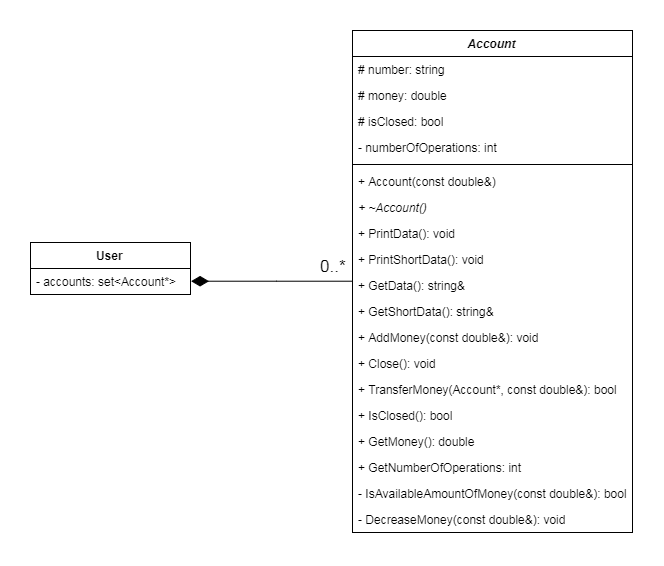 Account
# number: string
# money: double
# isClosed: bool
- numberOfOperations: int
+ Account(const double&)
+ ~Account()
+ PrintData(): void
+ PrintShortData(): void
+ GetData(): string&
+ GetShortData(): string&
+ AddMoney(const double&): void
+ Close(): void
+ TransferMoney(Account*, const double&): bool
+ IsClosed(): bool
+ GetMoney(): double
+ GetNumberOfOperations: int
- IsAvailableAmountOfMoney(const double&): bool
- DecreaseMoney(const double&): void
User
- accounts: set<Account*>
0..*